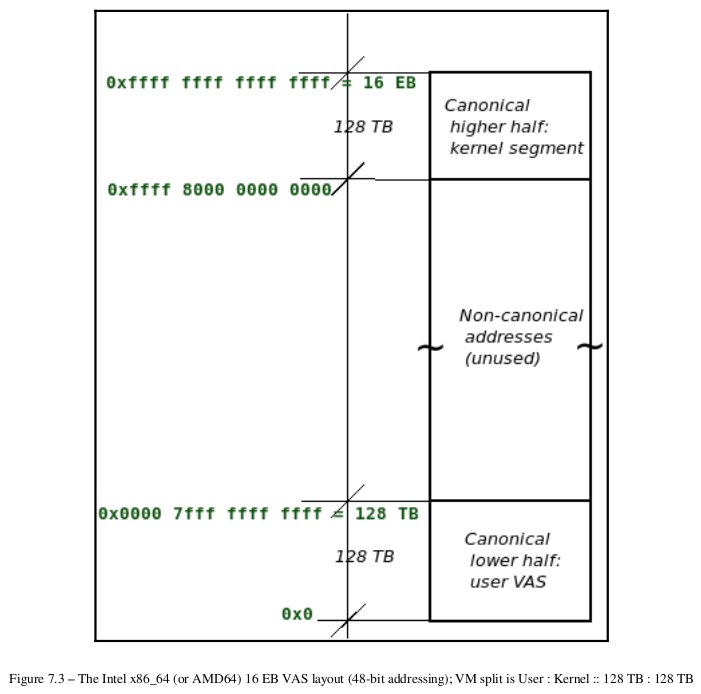 0xffff ffff ffff ffff = 16 EB
Canonical
higher half:
kernel segment
128 TB
0xffff 8000 0000 0000
Non-canonical
addresses
(unused)
~ ~
0x0000 7fff ffff ffff = 128 TB
Canonical
lower half:
user VAS
128 TB
0x0
Figure 7.3 – The Intel x86_64 (or AMD64) 16 EB VAS layout (48-bit addressing); VM split is User : Kernel :: 128 TB : 128 TB